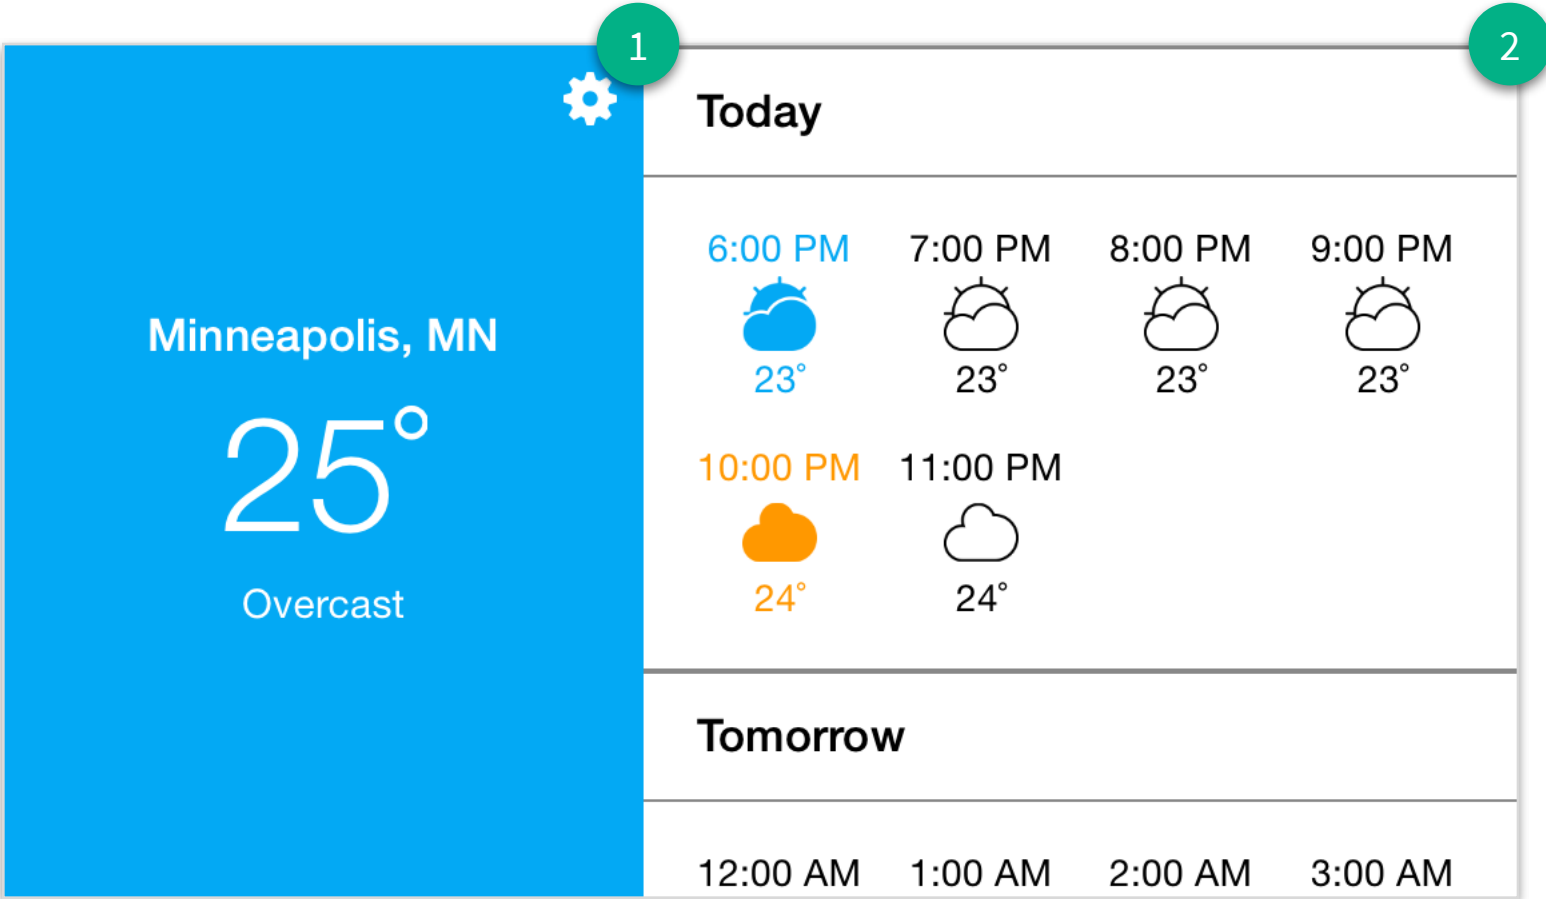 1
2
Minneapolis, MN
25°
Overcast
Today
6:00 PM 7:00 PM 8:00 PM 9:00 PM
23° 23° 23° 23°
10:00 PM 11:00 PM
24° 24°
Tomorrow
12:00 AM 1:00 AM 2:00 AM 3:00 AM